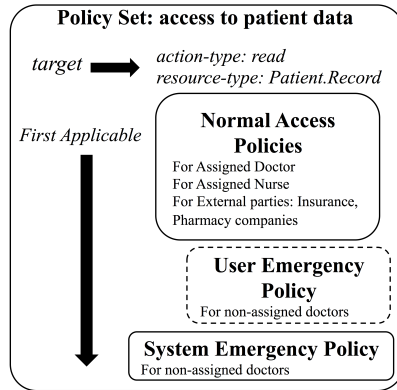 Policy Set: access to patient data
target
action-type: read
resource-type: Patient.Record
First Applicable
Normal Access
Policies
For Assigned Doctor
For Assigned Nurse
For External parties: Insurance,
Pharmacy companies
User Emergency
Policy
For non-assigned doctors
System Emergency Policy
For non-assigned doctors